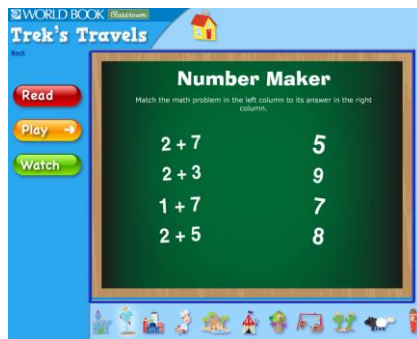 WORLD BOOK Classroom
Trek's Travels
Back
Read
Play
Watch
Number Maker
Match the math problem in the left column to its answer in the right
column.
2 + 7 5
2 + 3 9
1 + 7 7
2 + 5 8